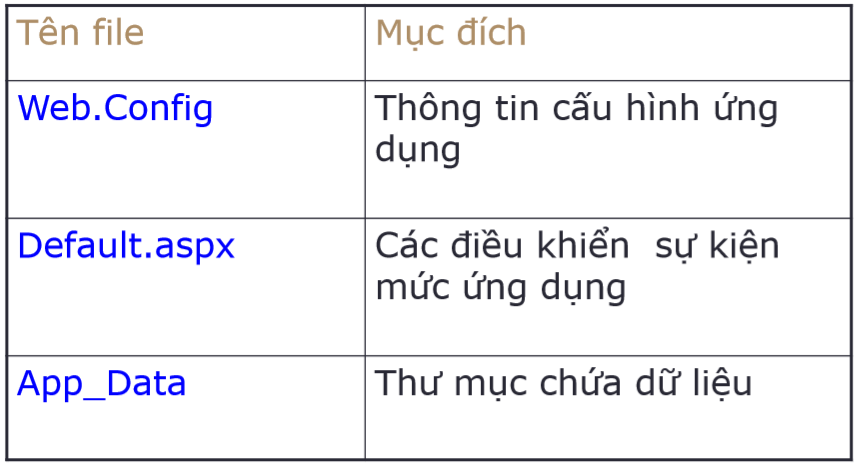 Tên file
Mục đích
Web.Config
Thông tin cấu hình ứng
dụng
Default.aspx
Các điều khiển  sự kiện
mức ứng dụng
App_Data
Thư mục chứa dữ liệu